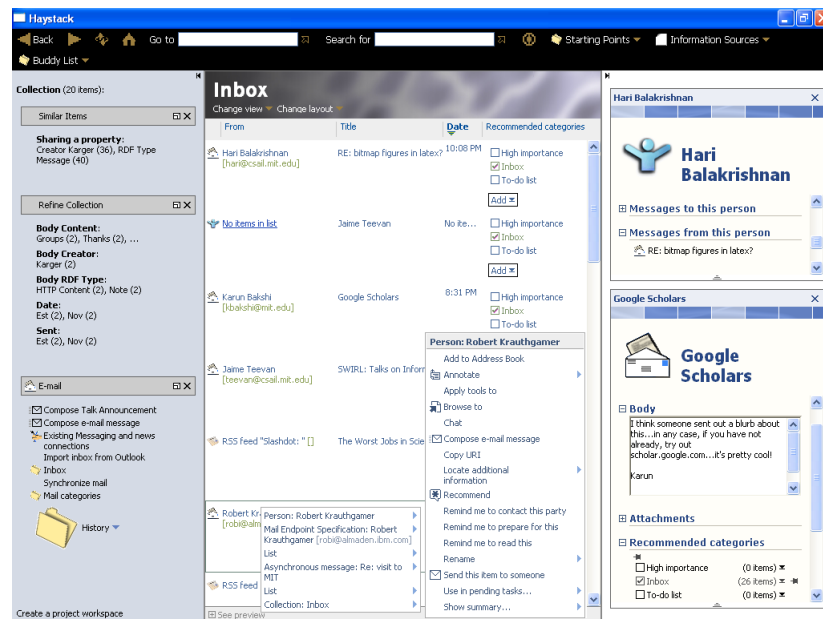 Haystack
Back
Go to
Search for
Starting Points
Information Sources
Buddy List
Collection (20 items):
Similar Items
Sharing a property:
Creator Karger (36), RDF Type
Message (40)
Refine Collection
Body Content:
Groups (2), Thanks (2), ...
Body Creator:
Karger (2)
Body RDF Type:
HTTP Content (2), Note (2)
Date:
Est (2), Nov (2)
Sent:
Est (2), Nov (2)
E-mail
Compose Talk Announcement
Compose e-mail message
Existing Messaging and news
connections
Import inbox from Outlook
Inbox
Synchronize mail
Mail categories
History
Create a project workspace
Inbox
Change view Change layout
From Title Date Recommended categories
Hari Balakrishnan RE: bitmap figures in latex? 10:08 PM
[hari@csail.mit.edu]
High importance
Inbox
To-do list
Add
No items in list Jaime Teevan No ite...
High importance
Inbox
To-do list
Add
Karun Bakshi Google Scholars 8:31 PM
[kbakshi@mit.edu]
High importance
Inbox
To-do list
Jaime Teevan SWIRL: Talks on Inforr
[teevan@csail.mit.edu]
RSS feed "Slashdot: " [] The Worst Jobs in Scie
Robert Kr
[robi@alm
RSS feed
See preview
Person: Robert Krauthgamer
Mail Endpoint Specification: Robert
Krauthgamer [robi@almaden.ibm.com]
List
Asynchronous message: Re: visit to
MIT
List
Collection: Inbox
Person: Robert Krauthgamer
Add to Address Book
Annotate
Apply tools to
Browse to
Chat
Compose e-mail message
Copy URI
Locate additional
information
Recommend
Remind me to contact this party
Remind me to prepare for this
Remind me to read this
Rename
Send this item to someone
Use in pending tasks...
Show summary...
Hari Balakrishnan
Hari
Balakrishnan
Messages to this person
Messages from this person
RE: bitmap figures in latex?
Google Scholars
Google
Scholars
Body
I think someone sent out a blurb about
this...in any case, if you have not
already, try out
scholar.google.com...it's pretty cool!
Karun
Attachments
Recommended categories
High importance (0 items)
Inbox (26 items)
To-do list (0 items)